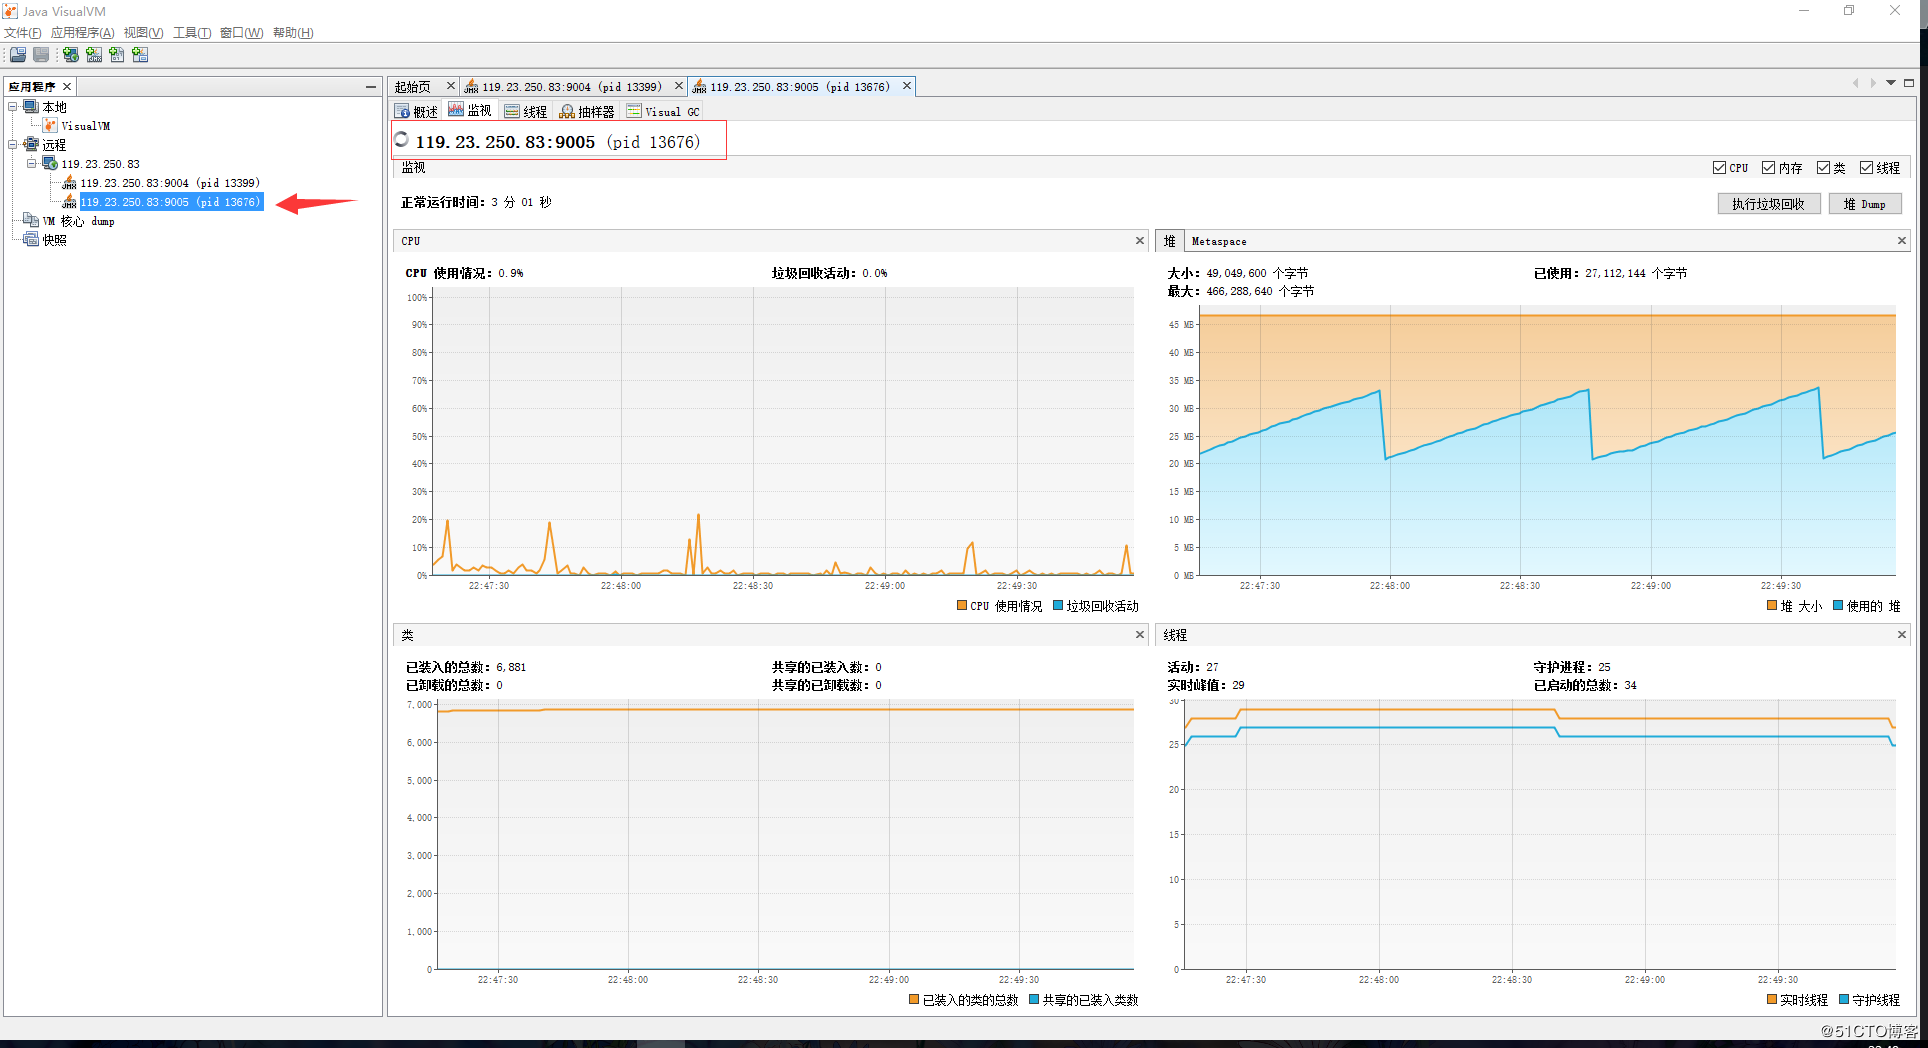 Java VisualVM
文件(F) 应用程序(A) 视图(V) 工具(T) 窗口(W) 帮助(H)
应用程序
本地
VisualVM
远程
119.23.250.83
119.23.250.83:9004 (pid 13399)
119.23.250.83:9005 (pid 13676)
VM 核心 dump
快照
起始页 119.23.250.83:9004 (pid 13399) 119.23.250.83:9005 (pid 13676)
概述 监视 线程 抽样器 Visual GC
119.23.250.83:9005 (pid 13676)
监视 CPU 内存 类 线程
正常运行时间: 3 分 01 秒 执行垃圾回收 堆 Dump
CPU
CPU 使用情况: 0.9% 垃圾回收活动: 0.0%
100%
90%
80%
70%
60%
50%
40%
30%
20%
10%
0%
22:47:30 22:48:00 22:48:30 22:49:00 22:49:30
CPU 使用情况 垃圾回收活动
堆 Metaspace
大小: 49,049,600 个字节 已使用: 27,112,144 个字节
最大: 466,288,640 个字节
45 MB
40 MB
35 MB
30 MB
25 MB
20 MB
15 MB
10 MB
5 MB
0 MB
22:47:30 22:48:00 22:48:30 22:49:00 22:49:30
堆 大小 使用的 堆
类
已装入的总数: 6,881 共享的已装入数: 0
已卸载的总数: 0 共享的已卸载数: 0
7,000
6,000
5,000
4,000
3,000
2,000
1,000
0
22:47:30 22:48:00 22:48:30 22:49:00 22:49:30
已装入的类的总数 共享的已装入类数
线程
活动: 27 守护进程: 25
实时峰值: 29 已启动的总数: 34
30
25
20
15
10
5
0
22:47:30 22:48:00 22:48:30 22:49:00 22:49:30
实时线程 守护线程
@51CTO博客